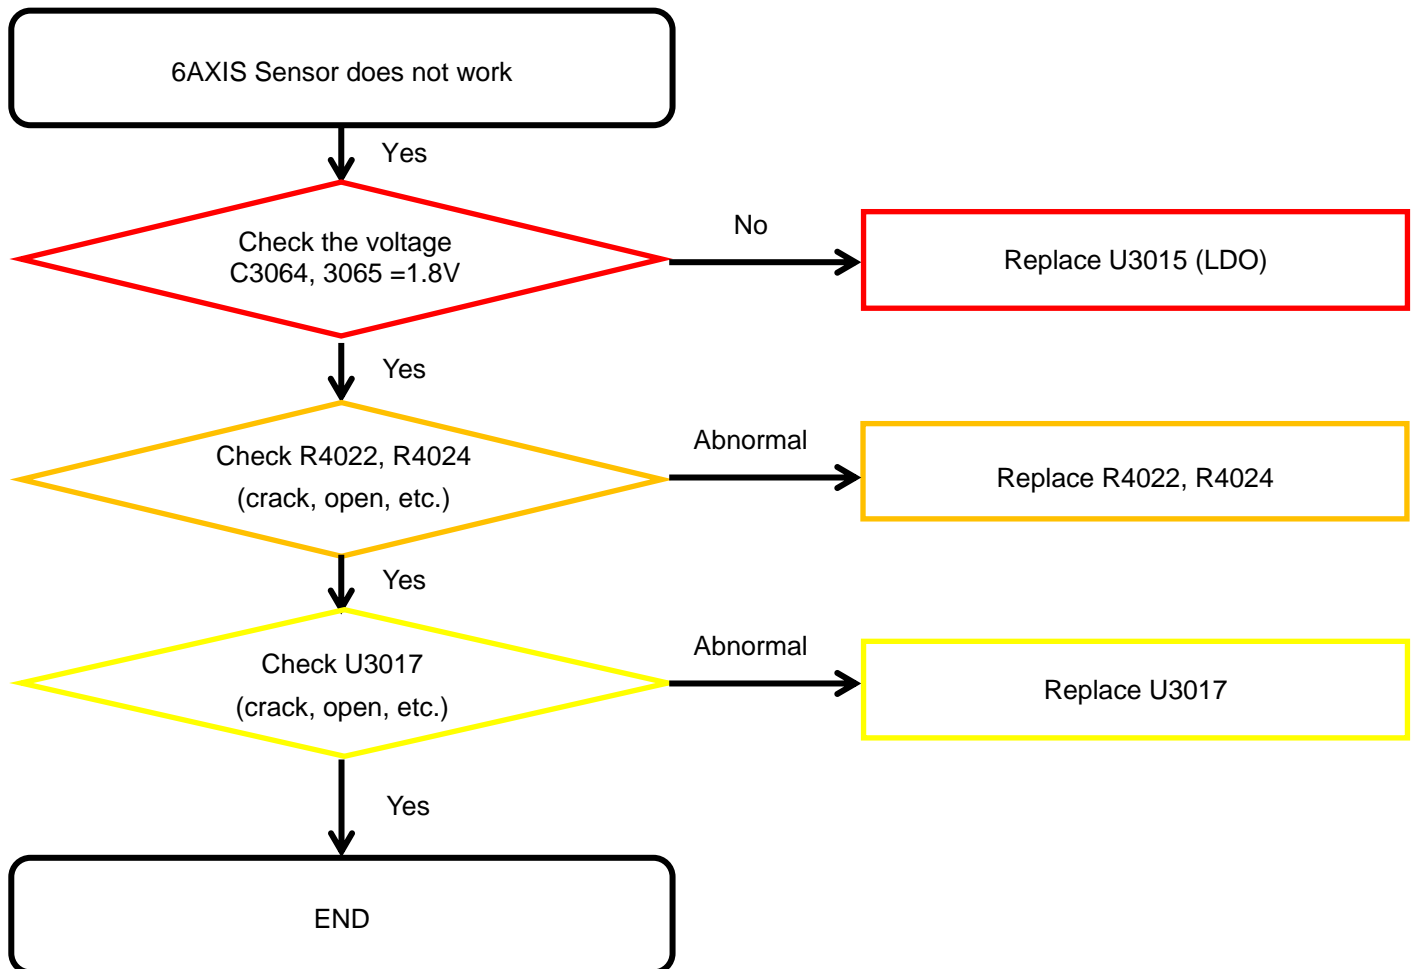 6AXIS Sensor does not work
Yes
Check the voltage
C3064, 3065 =1.8V
No
Replace U3015 (LDO)
Yes
Check R4022, R4024
(crack, open, etc.)
Abnormal
Replace R4022, R4024
Yes
Check U3017
(crack, open, etc.)
Abnormal
Replace U3017
Yes
END